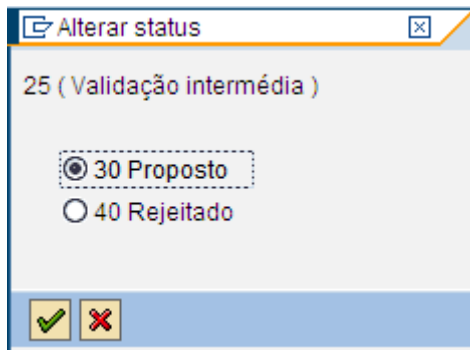 Alterar status
25 ( Validação intermédia )
30 Proposto
40 Rejeitado